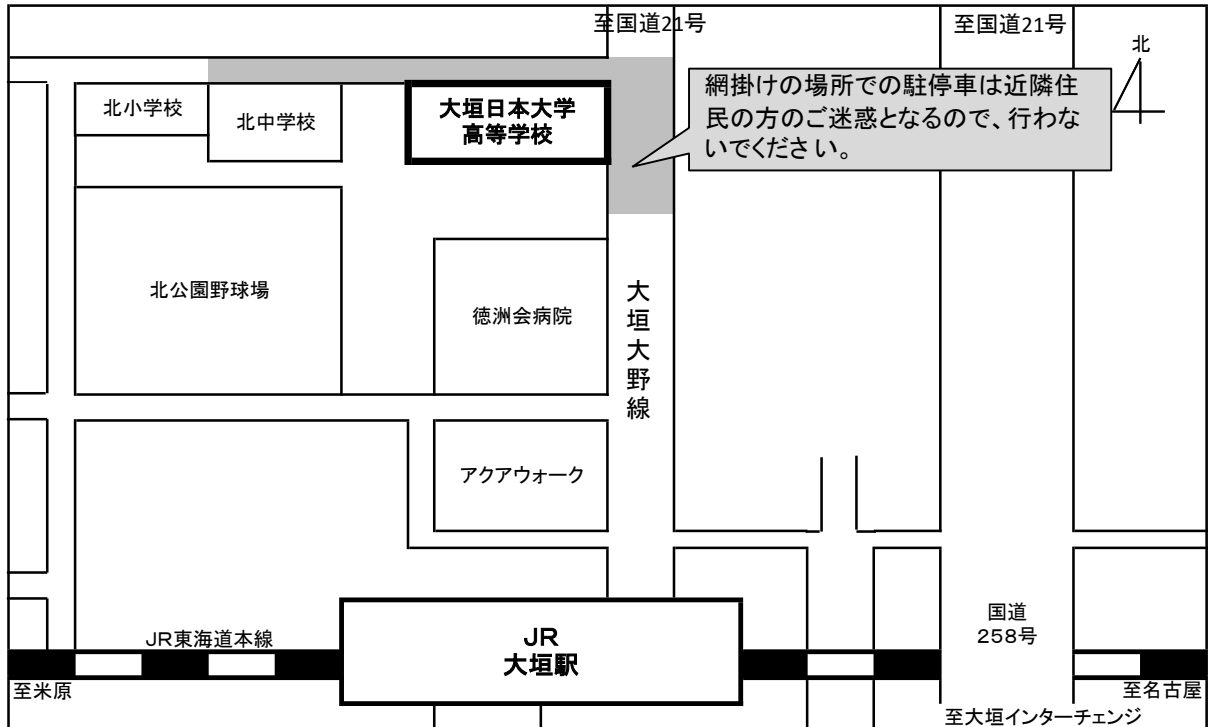 至国道21号
至国道21号
北
網掛けの場所での駐停車は近隣住
民の方のご迷惑となるので、行わな
いでください。
北小学校
北中学校
大垣日本大学
高等学校
北公園野球場
徳洲会病院
大垣大野線
アクアウォーク
国道
258号
JR東海道本線
JR
大垣駅
至米原
至名古屋
至大垣インターチェンジ